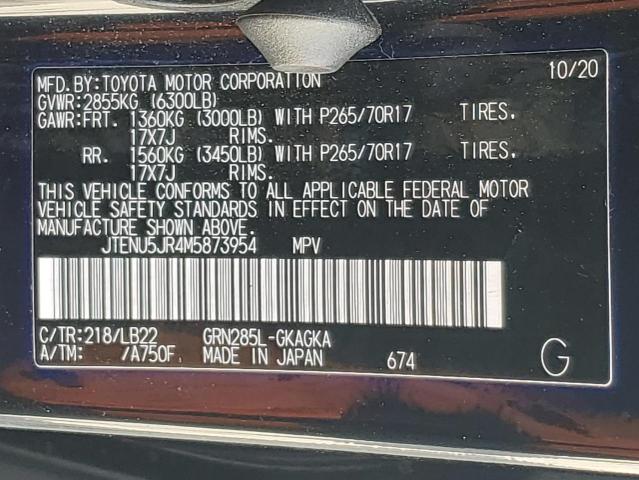 MFD.BY:TOYOTA MOTOR CORPORATION 10/20
GVWR:2855KG (6300LB)
GAWR:FRT. 1360KG (3000LB) WITH P265/70R17 TIRES.
17X7J RIMS.
RR. 1560KG (3450LB) WITH P265/70R17 TIRES.
17X7J RIMS.
THIS VEHICLE CONFORMS TO ALL APPLICABLE FEDERAL MOTOR
VEHICLE SAFETY STANDARDS IN EFFECT ON THE DATE OF
MANUFACTURE SHOWN ABOVE.
JTENU5JR4M5873954 MPV
C/TR:218/LB22 GRN285L-GKAGKA
A/TM: /A750F MADE IN JAPAN 674 G